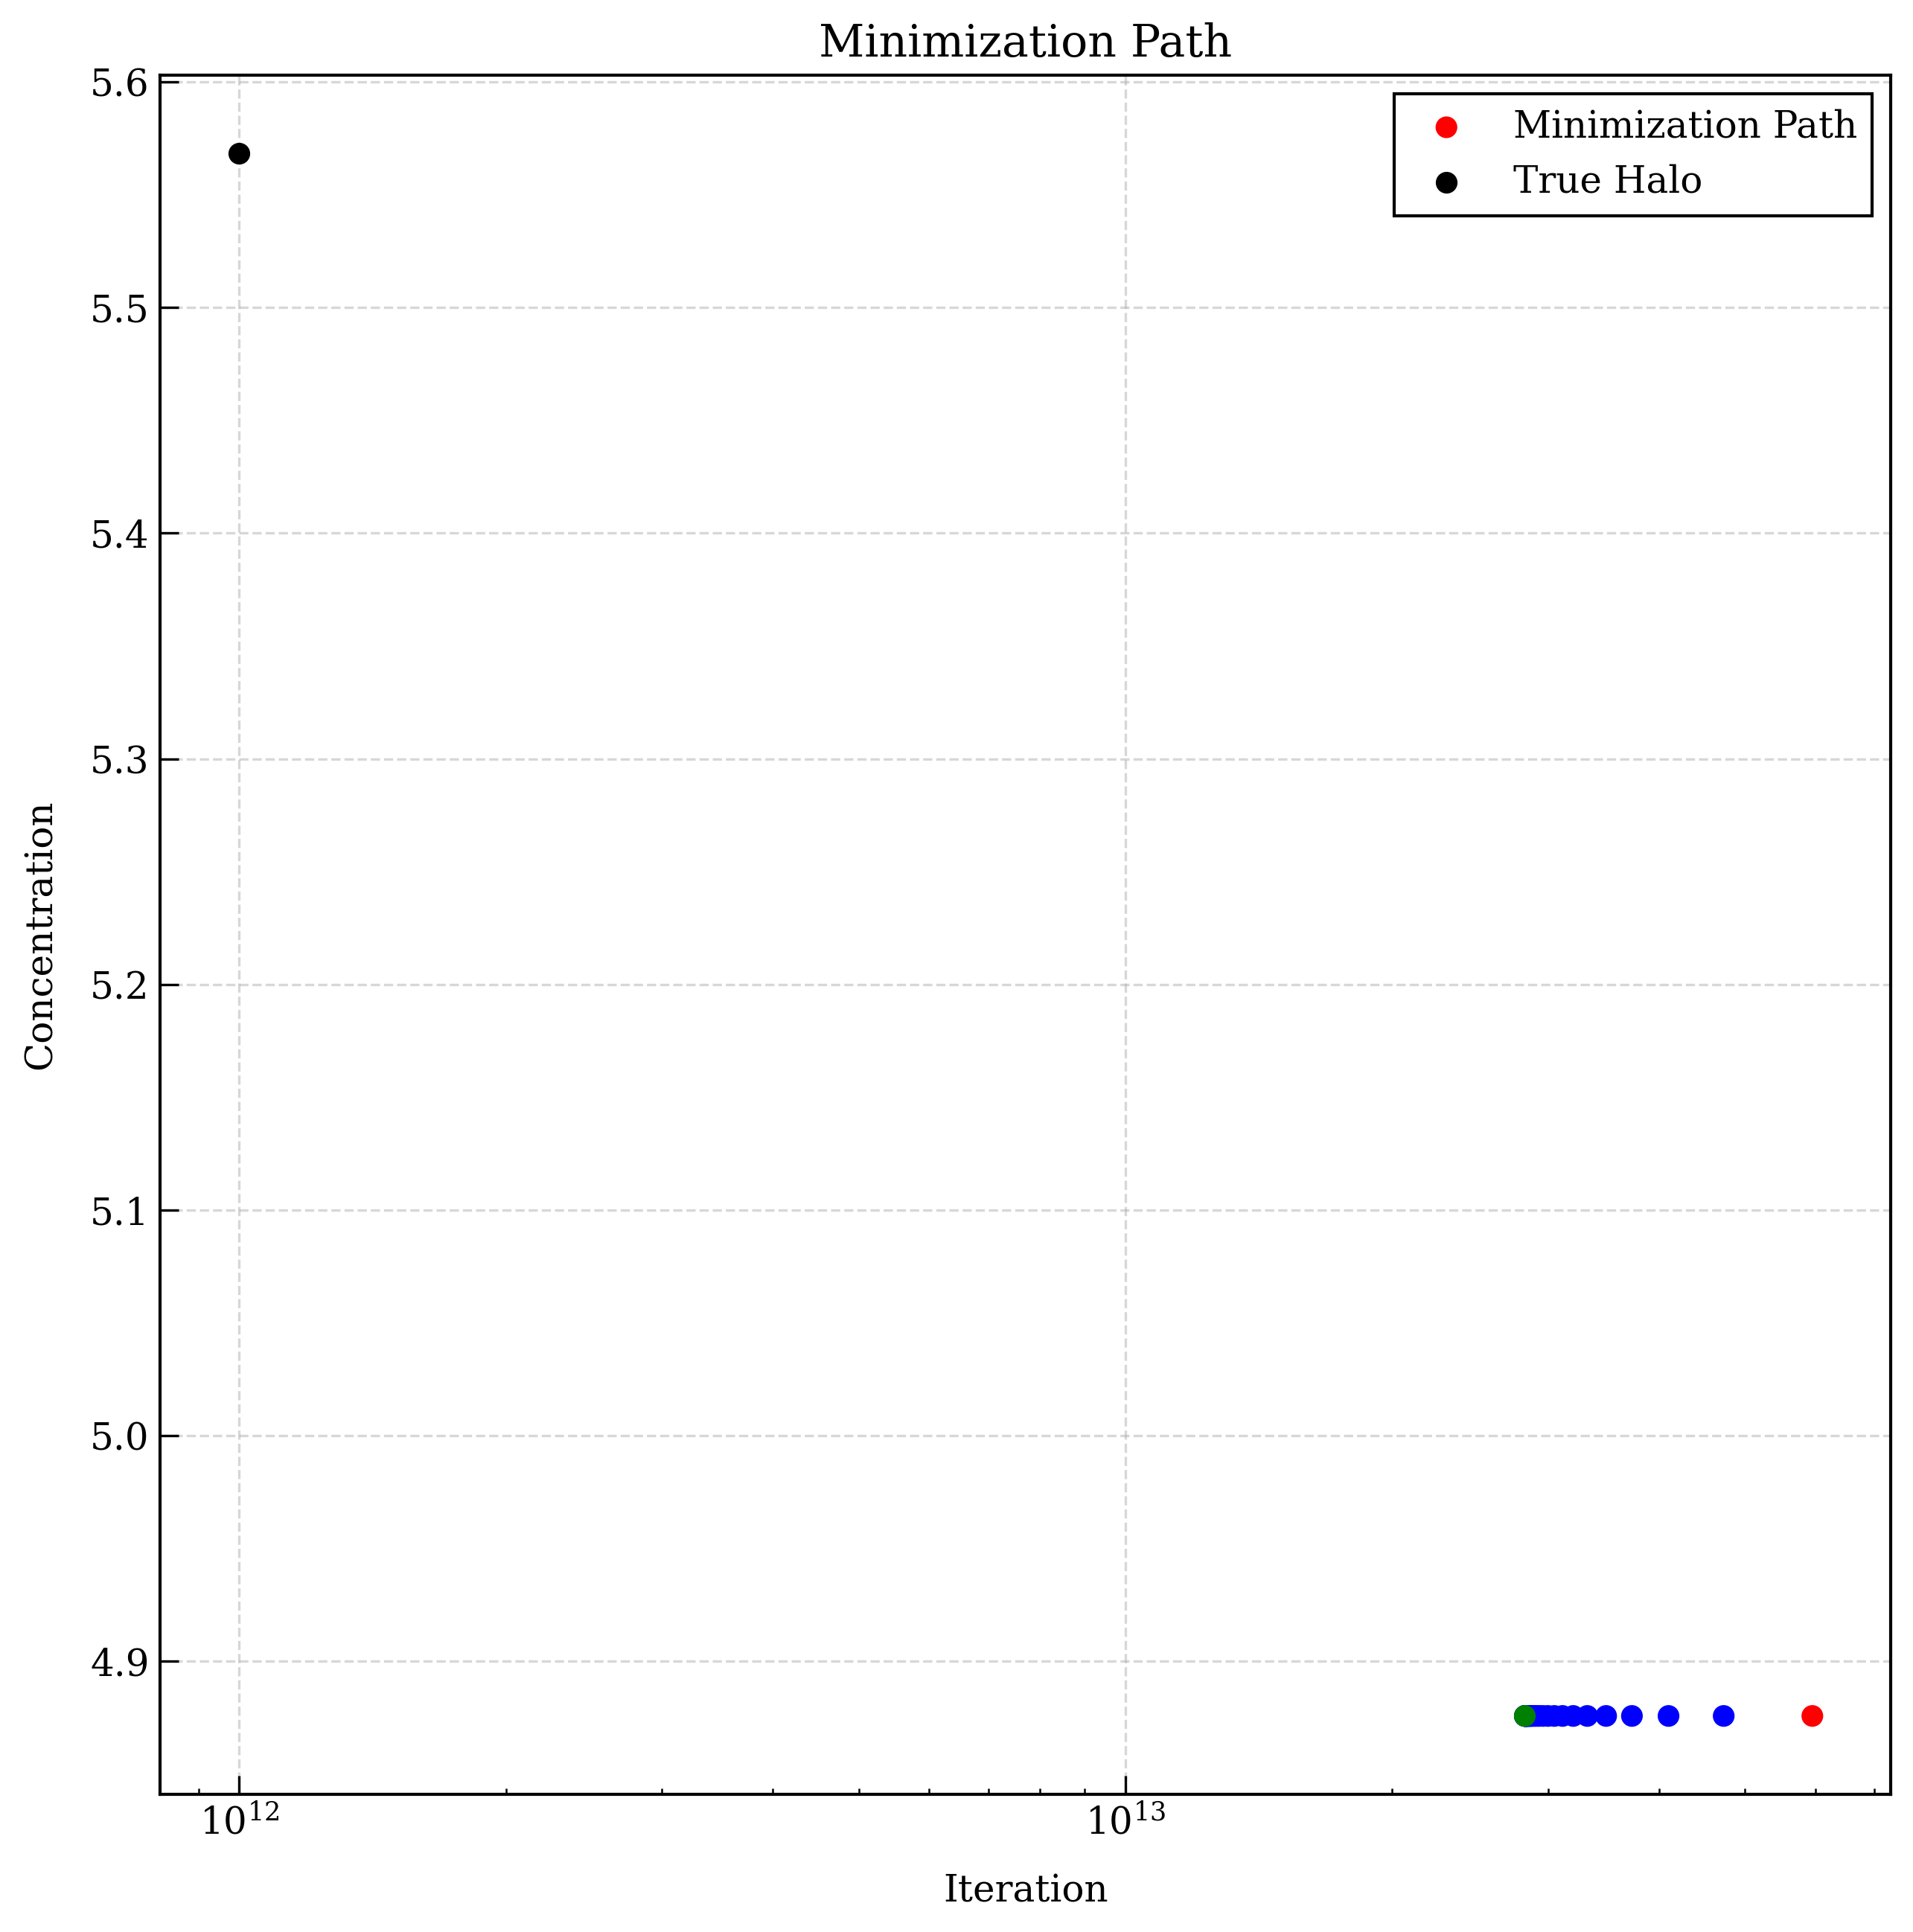 Minimization Path
Minimization Path
True Halo
5.6
5.5
5.4
5.3
5.2
5.1
5.0
4.9
Concentration
10¹² 10¹³
Iteration